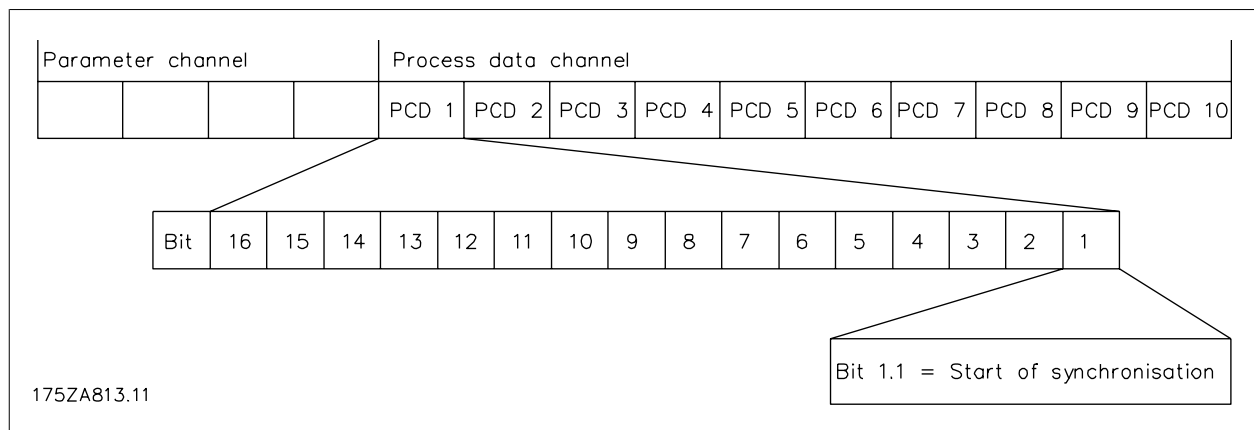 Parameter channel Process data channel
PCD 1 PCD 2 PCD 3 PCD 4 PCD 5 PCD 6 PCD 7 PCD 8 PCD 9 PCD 10
Bit 16 15 14 13 12 11 10 9 8 7 6 5 4 3 2 1
Bit 1.1 = Start of synchronisation
175ZA813.11